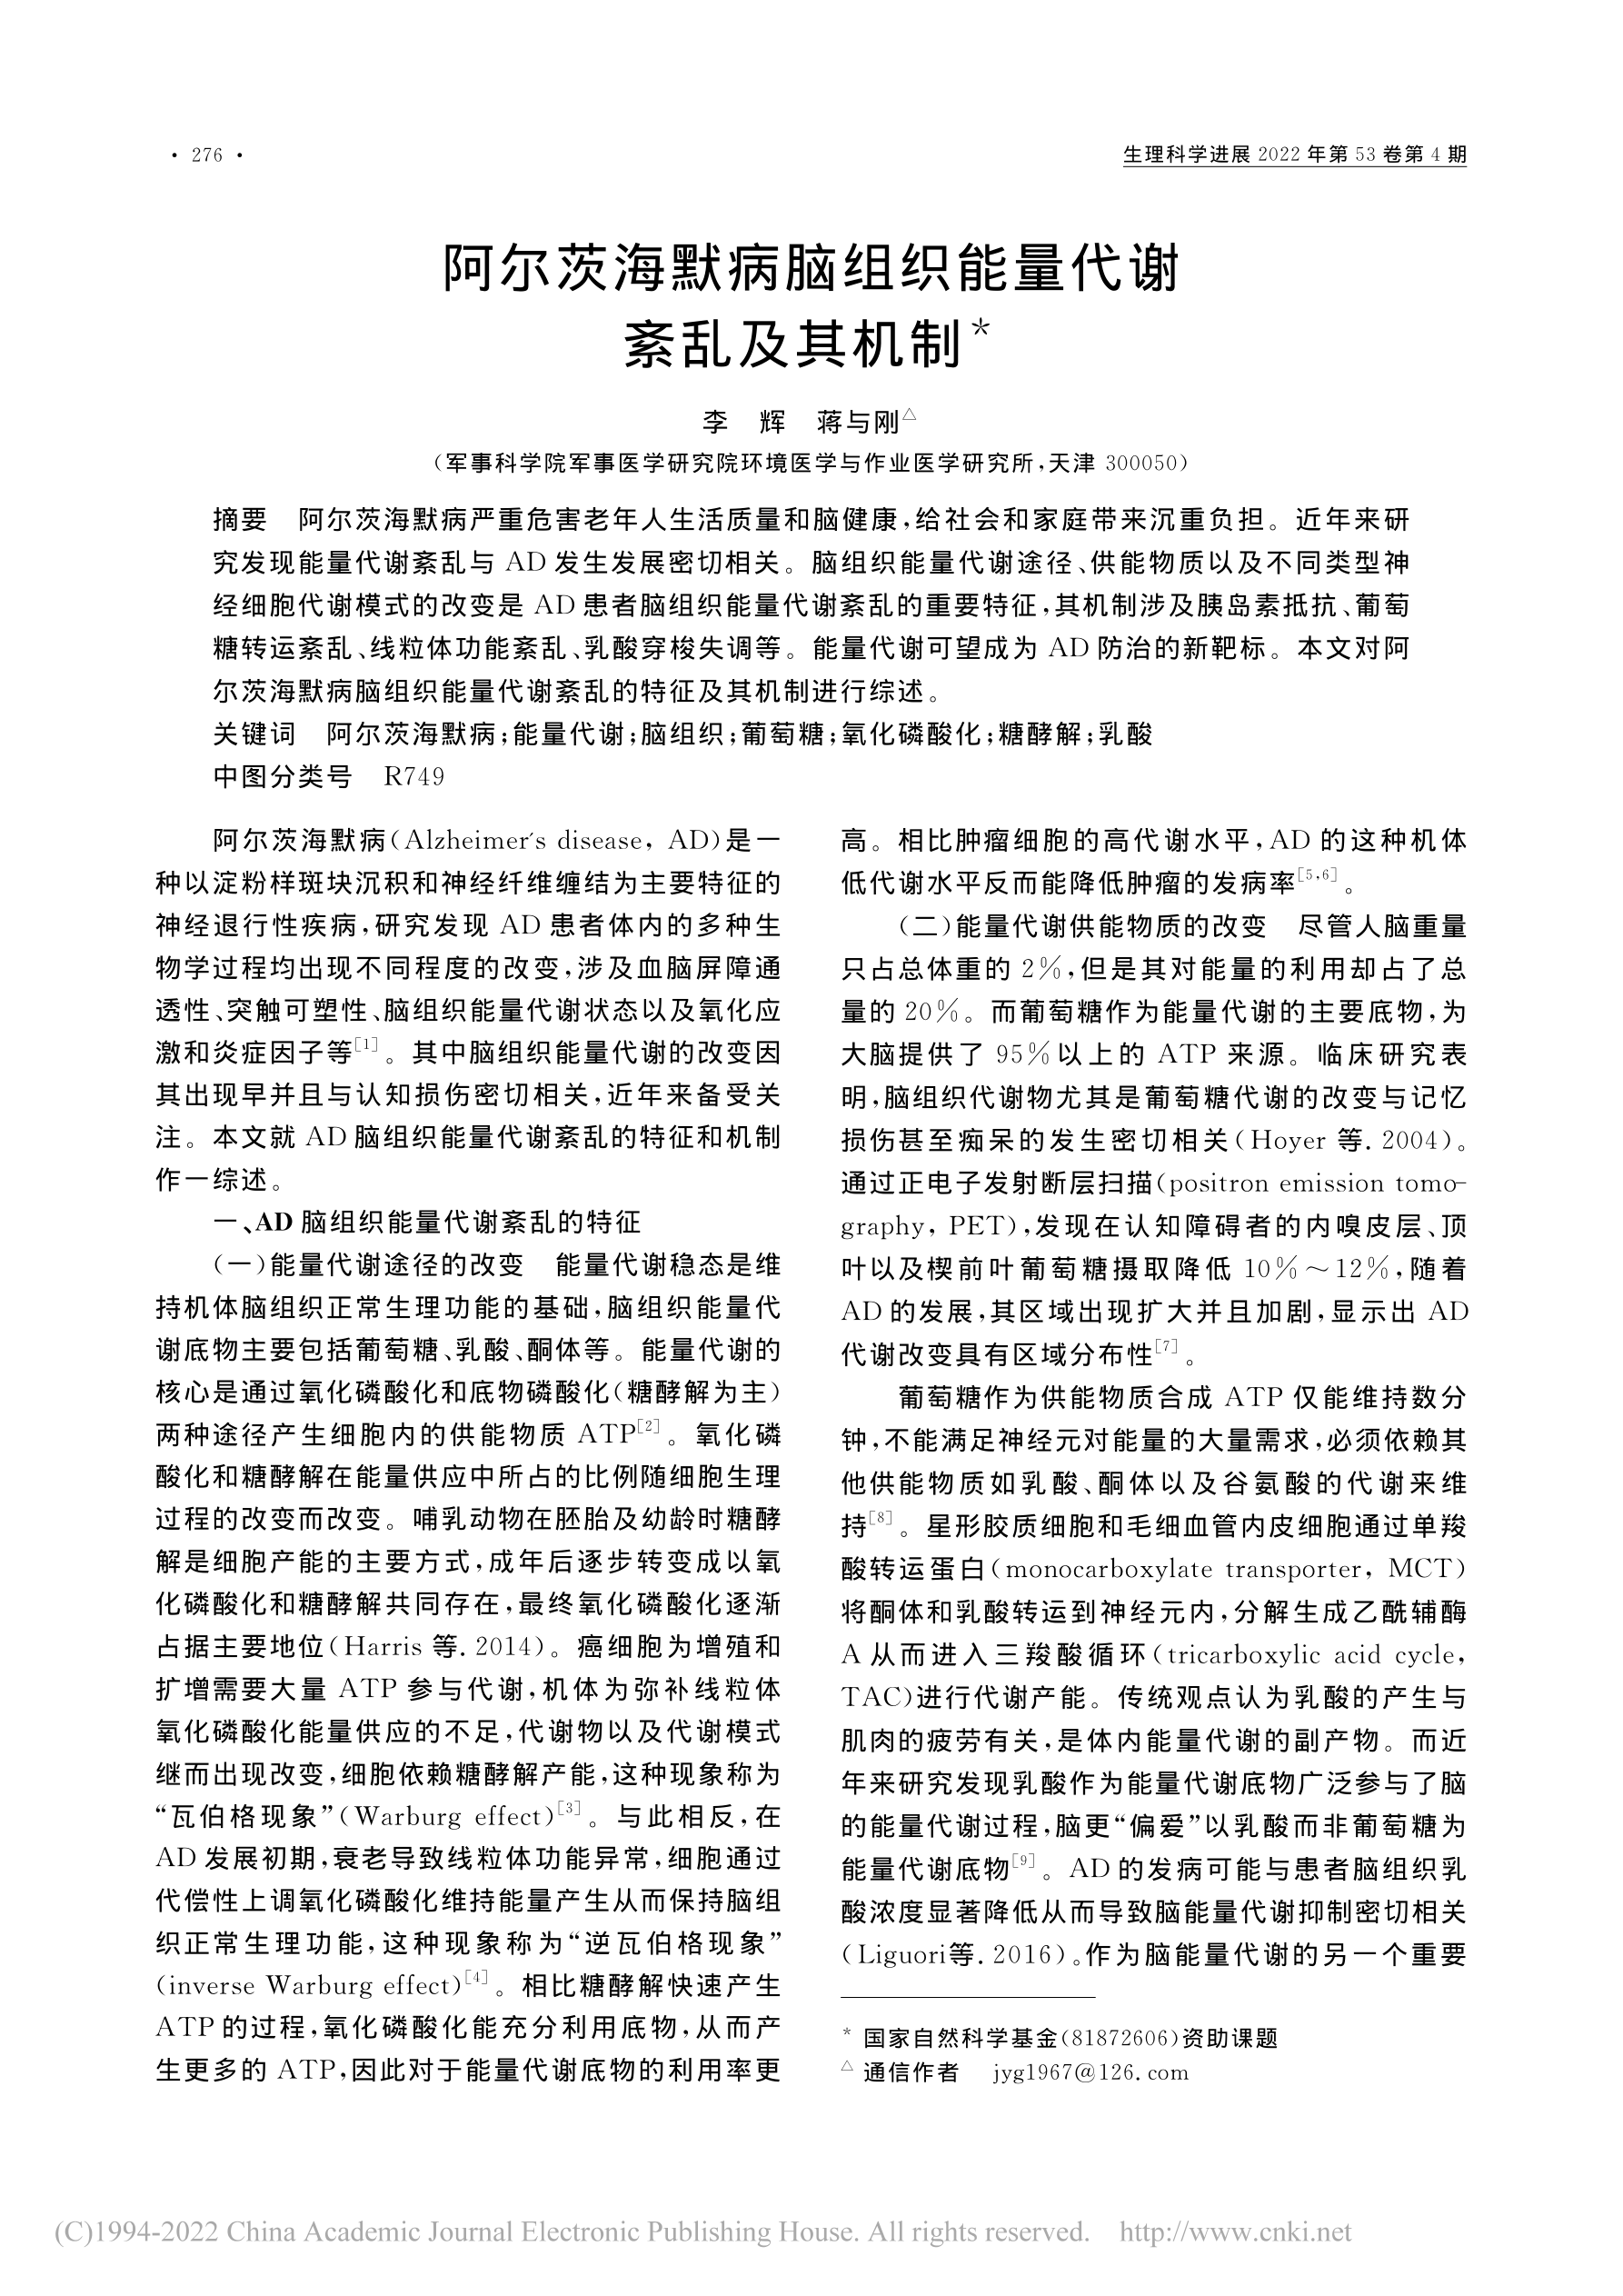 • 276 •
生理科学进展 2022 年第 53 卷第 4 期
阿尔茨海默病脑组织能量代谢
紊乱及其机制*
李　辉　蒋与刚△
(军事科学院军事医学研究院环境医学与作业医学研究所,天津 300050)
摘要　阿尔茨海默病严重危害老年人生活质量和脑健康,给社会和家庭带来沉重负担。近年来研
究发现能量代谢紊乱与 AD 发生发展密切相关。脑组织能量代谢途径、供能物质以及不同类型神
经细胞代谢模式的改变是 AD 患者脑组织能量代谢紊乱的重要特征,其机制涉及胰岛素抵抗、葡萄
糖转运紊乱、线粒体功能紊乱、乳酸穿梭失调等。能量代谢可望成为 AD 防治的新靶标。本文对阿
尔茨海默病脑组织能量代谢紊乱的特征及其机制进行综述。
关键词　阿尔茨海默病;能量代谢;脑组织;葡萄糖;氧化磷酸化;糖酵解;乳酸
中图分类号　R749
阿尔茨海默病(Alzheimer′s disease, AD)是一
种以淀粉样斑块沉积和神经纤维缠结为主要特征的
神经退行性疾病,研究发现 AD 患者体内的多种生
物学过程均出现不同程度的改变,涉及血脑屏障通
透性、突触可塑性、脑组织能量代谢状态以及氧化应
激和炎症因子等[1]。其中脑组织能量代谢的改变因
其出现早并且与认知损伤密切相关,近年来备受关
注。本文就 AD 脑组织能量代谢紊乱的特征和机制
作一综述。
一、AD 脑组织能量代谢紊乱的特征
(一)能量代谢途径的改变　能量代谢稳态是维
持机体脑组织正常生理功能的基础,脑组织能量代
谢底物主要包括葡萄糖、乳酸、酮体等。能量代谢的
核心是通过氧化磷酸化和底物磷酸化(糖酵解为主)
两种途径产生细胞内的供能物质 ATP[2]。氧化磷
酸化和糖酵解在能量供应中所占的比例随细胞生理
过程的改变而改变。哺乳动物在胚胎及幼龄时糖酵
解是细胞产能的主要方式,成年后逐步转变成以氧
化磷酸化和糖酵解共同存在,最终氧化磷酸化逐渐
占据主要地位(Harris 等. 2014)。癌细胞为增殖和
扩增需要大量 ATP 参与代谢,机体为弥补线粒体
氧化磷酸化能量供应的不足,代谢物以及代谢模式
继而出现改变,细胞依赖糖酵解产能,这种现象称为
“瓦伯格现象”(Warburg effect)[3]。与此相反,在
AD 发展初期,衰老导致线粒体功能异常,细胞通过
代偿性上调氧化磷酸化维持能量产生从而保持脑组
织正常生理功能,这种现象称为“逆瓦伯格现象”
(inverse Warburg effect)[4]。相比糖酵解快速产生
ATP 的过程,氧化磷酸化能充分利用底物,从而产
生更多的 ATP,因此对于能量代谢底物的利用率更
高。相比肿瘤细胞的高代谢水平,AD 的这种机体
低代谢水平反而能降低肿瘤的发病率[5,6]。
(二)能量代谢供能物质的改变　尽管人脑重量
只占总体重的 2%,但是其对能量的利用却占了总
量的 20%。而葡萄糖作为能量代谢的主要底物,为
大脑提供了 95%以上的 ATP 来源。临床研究表
明,脑组织代谢物尤其是葡萄糖代谢的改变与记忆
损伤甚至痴呆的发生密切相关(Hoyer 等. 2004)。
通过正电子发射断层扫描(positron emission tomo-
graphy, PET),发现在认知障碍者的内嗅皮层、顶
叶以及楔前叶葡萄糖摄取降低 10%～12%,随着
AD 的发展,其区域出现扩大并且加剧,显示出 AD
代谢改变具有区域分布性[7]。
葡萄糖作为供能物质合成 ATP 仅能维持数分
钟,不能满足神经元对能量的大量需求,必须依赖其
他供能物质如乳酸、酮体以及谷氨酸的代谢来维
持[8]。星形胶质细胞和毛细血管内皮细胞通过单羧
酸转运蛋白(monocarboxylate transporter, MCT)
将酮体和乳酸转运到神经元内,分解生成乙酰辅酶
A 从而进入三羧酸循环(tricarboxylic acid cycle,
TAC)进行代谢产能。传统观点认为乳酸的产生与
肌肉的疲劳有关,是体内能量代谢的副产物。而近
年来研究发现乳酸作为能量代谢底物广泛参与了脑
的能量代谢过程,脑更“偏爱”以乳酸而非葡萄糖为
能量代谢底物[9]。AD 的发病可能与患者脑组织乳
酸浓度显著降低从而导致脑能量代谢抑制密切相关
(Liguori等. 2016)。作为脑能量代谢的另一个重要
* 国家自然科学基金(81872606)资助课题
△ 通信作者　jyg1967@126. com
(C)1994-2022 China Academic Journal Electronic Publishing House. All rights reserved. http://www.cnki.net